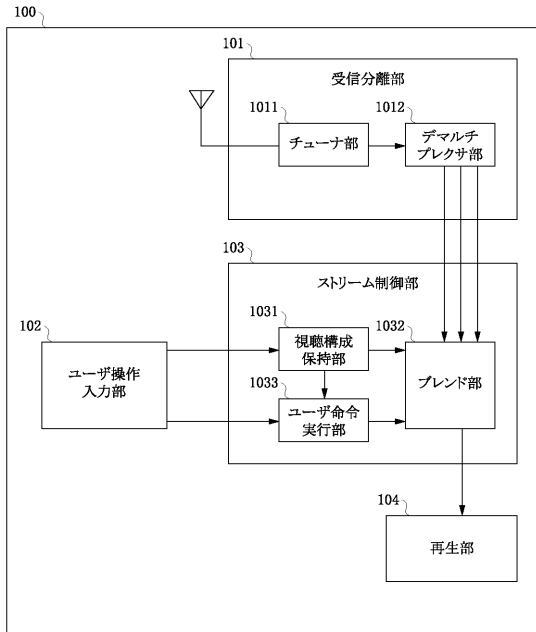 100
101
受信分離部
1011
チューナ部
1012
デマルチ
プレクサ部
103
ストリーム制御部
102
ユーザ操作
入力部
1031
視聴構成
保持部
1032
ブレンド部
1033
ユーザ命令
実行部
104
再生部